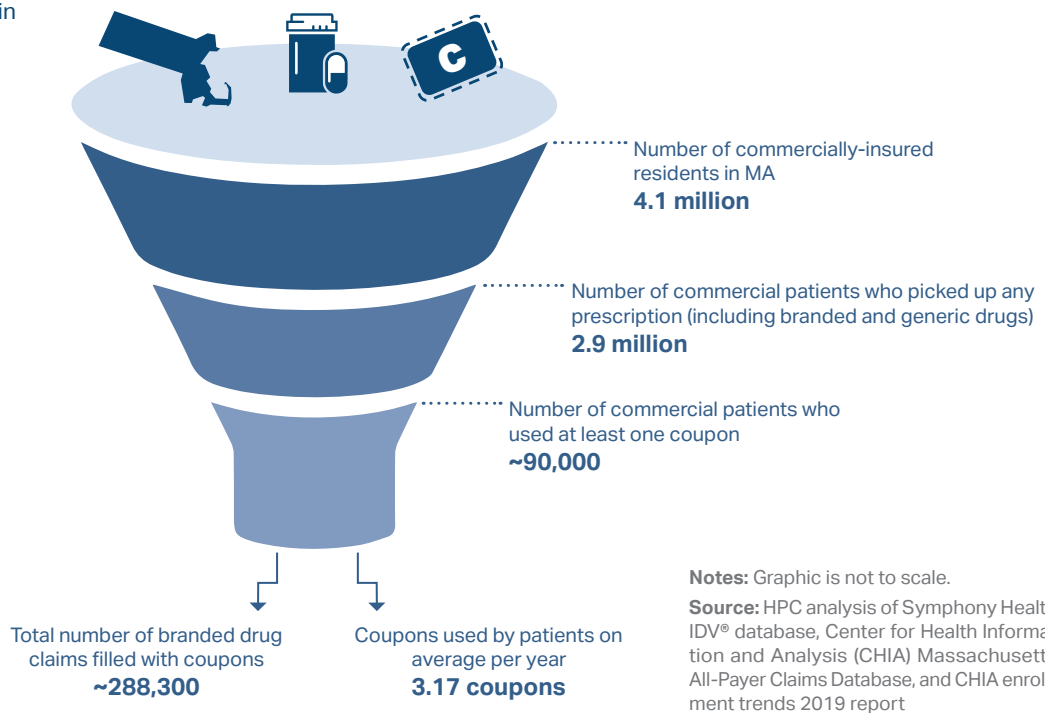 in
C
Number of commercially-insured
residents in MA
4.1 million
Number of commercial patients who picked up any
prescription (including branded and generic drugs)
2.9 million
Number of commercial patients who
used at least one coupon
~90,000
Total number of branded drug
claims filled with coupons
~288,300
Coupons used by patients on
average per year
3.17 coupons
Notes: Graphic is not to scale.
Source: HPC analysis of Symphony Healt
IDV® database, Center for Health Informa
tion and Analysis (CHIA) Massachusett
All-Payer Claims Database, and CHIA enrol
ment trends 2019 report